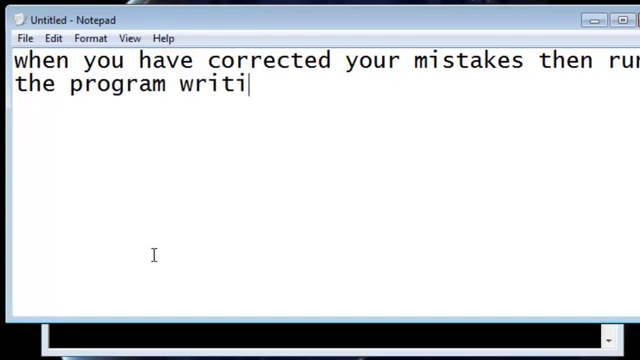 Untitled - Notepad
File Edit Format View Help
when you have corrected your mistakes then run
the program writi